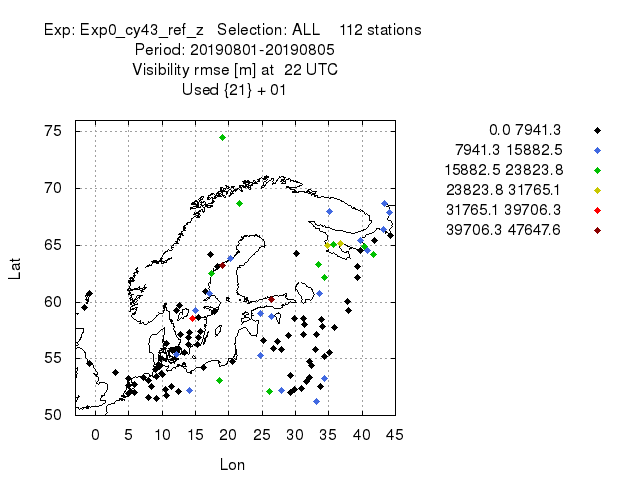 Exp: Exp0_cy43_ref_z   Selection: ALL    112 stations
Period: 20190801-20190805
Visibility rmse [m] at  22 UTC
Used {21} + 01
0.0 7941.3
7941.3 15882.5
15882.5 23823.8
23823.8 31765.1
31765.1 39706.3
39706.3 47647.6
75
70
65
60
55
50
Lat
0 5 10 15 20 25 30 35 40 45
Lon